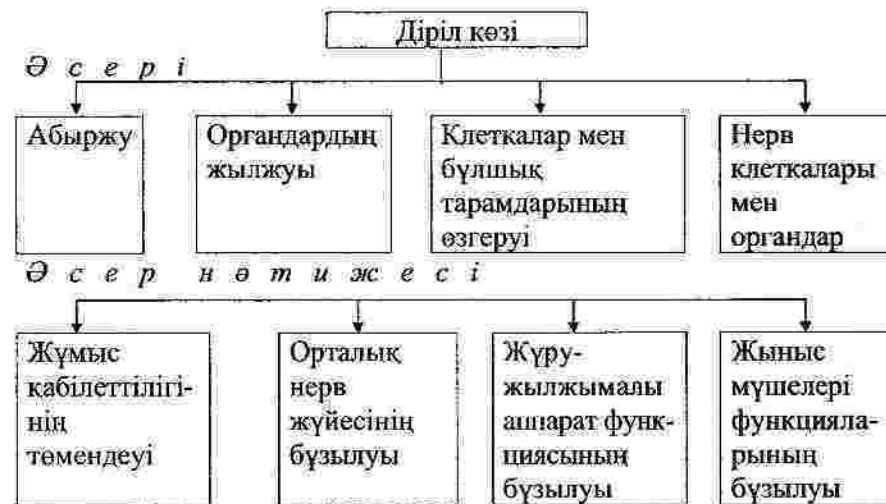 Діріл көзі
Ә с е р і
Абыржу
Органдардың
жылжуы
Клеткалар мен
бұлшық
тарамдарының
өзгеруі
Нерв
клеткалары
мен
органдар
Ә с е р н ә т и ж е с і
Жұмыс
қабілеттілігі-
нің
төмендеуі
Орталық
нерв
жүйесінің
бұзылуы
Жүру-
жылжымалы
аппарат функ-
циясының
бұзылуы
Жыныс
мүшелері
функцияла-
рының
бұзылуы